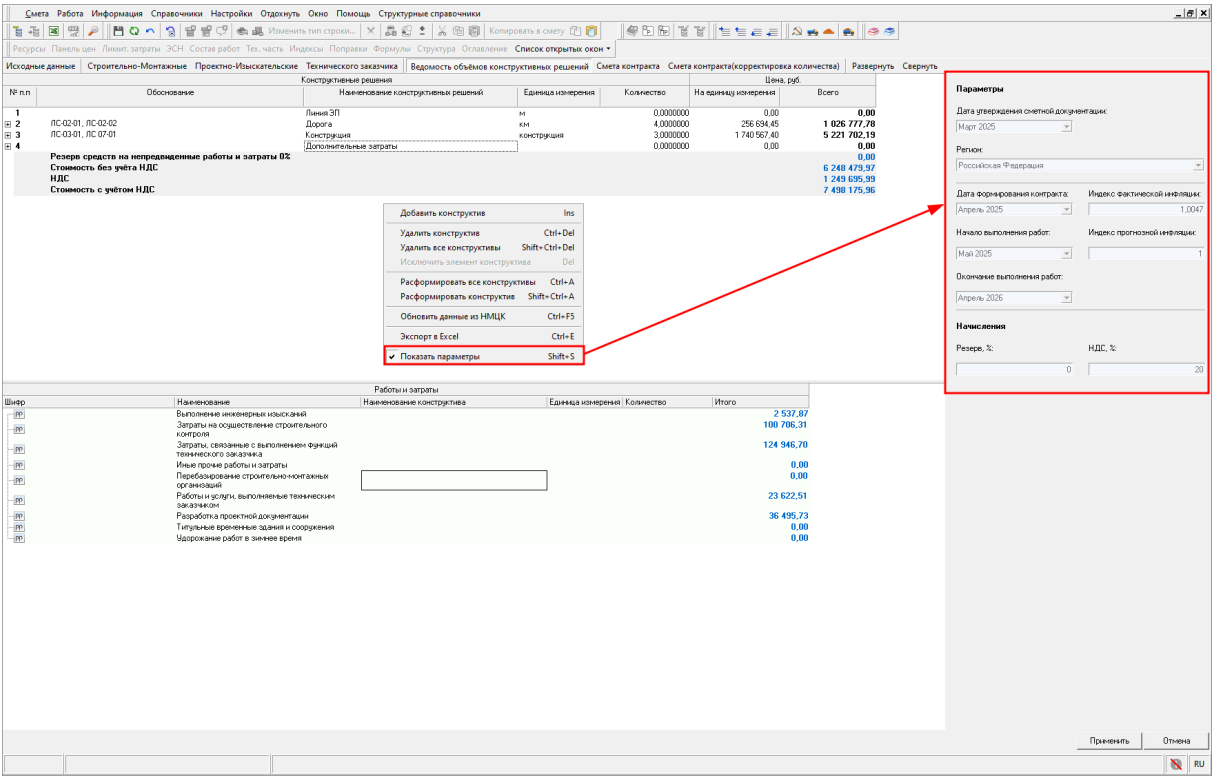 Смета Работа Информация Справочники Настройки Отдохнуть Окно Помощь Структурные справочники
Изменить тип строки... Копировать в смету
Ресурсы Панель цен Лимит. затраты ЭСН Состав работ Тех. часть Индексы Поправки Формулы Структура Оглавление Список открытых окон
Исходные данные Строительно-Монтажные Проектно-Изыскательские Технического заказчика Ведомость объёмов конструктивных решений Смета контракта Смета контракта(корректировка количества) Развернуть Свернуть
Конструктивные решения Цена, руб.
№ п.п Обоснование Наименование конструктивных решений Единица измерения Количество На единицу измерения Всего
1 Линия ЭП м 0,0000000 0,00 0,00
2 ЛС-02-01, ЛС-02-02 Дорога км 4,0000000 256 694,45 1 026 777,78
3 ЛС-03-01, ЛС 07-01 Конструкция конструкция 3,0000000 1 740 567,40 5 221 702,19
4 Дополнительные затраты 0,0000000 0,00 0,00
Резерв средств на непредвиденные работы и затраты 0% 0,00
Стоимость без учёта НДС 6 248 479,97
НДС 1 249 695,99
Стоимость с учётом НДС 7 498 175,96
Добавить конструктив Ins
Удалить конструктив Ctrl+Del
Удалить все конструктивы Shift+Ctrl+Del
Исключить элемент конструктива Del
Расформировать все конструктивы Ctrl+A
Расформировать конструктив Shift+Ctrl+A
Обновить данные из НМЦК Ctrl+F5
Экспорт в Excel Ctrl+E
Показать параметры Shift+S
Параметры
Дата утверждения сметной документации:
Март 2025
Регион:
Российская Федерация
Дата формирования контракта: Индекс фактической инфляции:
Апрель 2025 1,0047
Начало выполнения работ: Индекс прогнозной инфляции:
Май 2025 1
Окончание выполнения работ:
Апрель 2026
Начисления
Резерв, %: НДС, %:
0 20
Работы и затраты
Шифр Наименование Наименование конструктива Единица измерения Количество Итого
РР Выполнение инженерных изысканий 2 537,87
РР Затраты на осуществление строительного 100 706,31
контроля
РР Затраты, связанные с выполнением функций 124 946,70
технического заказчика
РР Иные прочие работы и затраты 0,00
РР Перебазирование строительно-монтажных 0,00
организаций
РР Работы и услуги, выполняемые техническим 23 622,51
заказчиком
РР Разработка проектной документации 36 495,73
РР Титульные временные здания и сооружения 0,00
РР Удорожание работ в зимнее время 0,00
Применить Отмена
RU